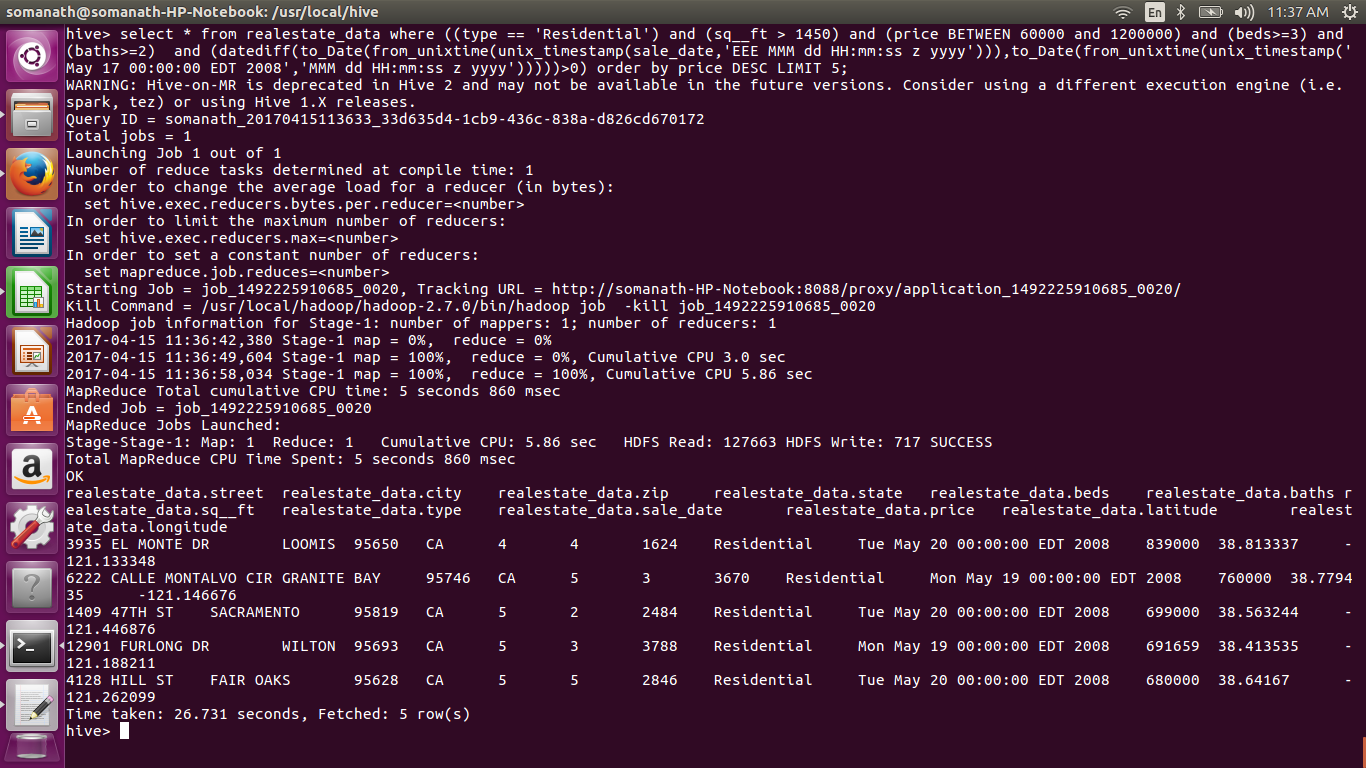 somanath@somanath-HP-Notebook: /usr/local/hive
En
11:37 AM
hive> select * from realestate_data where ((type == 'Residential') and (sq__ft > 1450) and (price BETWEEN 60000 and 1200000) and (beds>=3) and
(baths>=2)  and (datediff(to_Date(from_unixtime(unix_timestamp(sale_date,'EEE MMM dd HH:mm:ss z yyyy'))),to_Date(from_unixtime(unix_timestamp('
May 17 00:00:00 EDT 2008','MMM dd HH:mm:ss z yyyy')))))>0) order by price DESC LIMIT 5;
WARNING: Hive-on-MR is deprecated in Hive 2 and may not be available in the future versions. Consider using a different execution engine (i.e.
spark, tez) or using Hive 1.X releases.
Query ID = somanath_20170415113633_33d635d4-1cb9-436c-838a-d826cd670172
Total jobs = 1
Launching Job 1 out of 1
Number of reduce tasks determined at compile time: 1
In order to change the average load for a reducer (in bytes):
  set hive.exec.reducers.bytes.per.reducer=<number>
In order to limit the maximum number of reducers:
  set hive.exec.reducers.max=<number>
In order to set a constant number of reducers:
  set mapreduce.job.reduces=<number>
Starting Job = job_1492225910685_0020, Tracking URL = http://somanath-HP-Notebook:8088/proxy/application_1492225910685_0020/
Kill Command = /usr/local/hadoop/hadoop-2.7.0/bin/hadoop job  -kill job_1492225910685_0020
Hadoop job information for Stage-1: number of mappers: 1; number of reducers: 1
2017-04-15 11:36:42,380 Stage-1 map = 0%,  reduce = 0%
2017-04-15 11:36:49,604 Stage-1 map = 100%,  reduce = 0%, Cumulative CPU 3.0 sec
2017-04-15 11:36:58,034 Stage-1 map = 100%,  reduce = 100%, Cumulative CPU 5.86 sec
MapReduce Total cumulative CPU time: 5 seconds 860 msec
Ended Job = job_1492225910685_0020
MapReduce Jobs Launched:
Stage-Stage-1: Map: 1  Reduce: 1   Cumulative CPU: 5.86 sec   HDFS Read: 127663 HDFS Write: 717 SUCCESS
Total MapReduce CPU Time Spent: 5 seconds 860 msec
OK
realestate_data.street  realestate_data.city    realestate_data.zip     realestate_data.state   realestate_data.beds    realestate_data.baths r
ealestate_data.sq__ft   realestate_data.type    realestate_data.sale_date       realestate_data.price   realestate_data.latitude        realest
ate_data.longitude
3935 EL MONTE DR        LOOMIS  95650   CA      4       4       1624    Residential     Tue May 20 00:00:00 EDT 2008    839000  38.813337     -
121.133348
6222 CALLE MONTALVO CIR GRANITE BAY     95746   CA      5       3       3670    Residential     Mon May 19 00:00:00 EDT 2008    760000  38.7794
35      -121.146676
1409 47TH ST    SACRAMENTO      95819   CA      5       2       2484    Residential     Tue May 20 00:00:00 EDT 2008    699000  38.563244     -
121.446876
12901 FURLONG DR        WILTON  95693   CA      5       3       3788    Residential     Mon May 19 00:00:00 EDT 2008    691659  38.413535     -
121.188211
4128 HILL ST    FAIR OAKS       95628   CA      5       5       2846    Residential     Tue May 20 00:00:00 EDT 2008    680000  38.64167      -
121.262099
Time taken: 26.731 seconds, Fetched: 5 row(s)
hive>